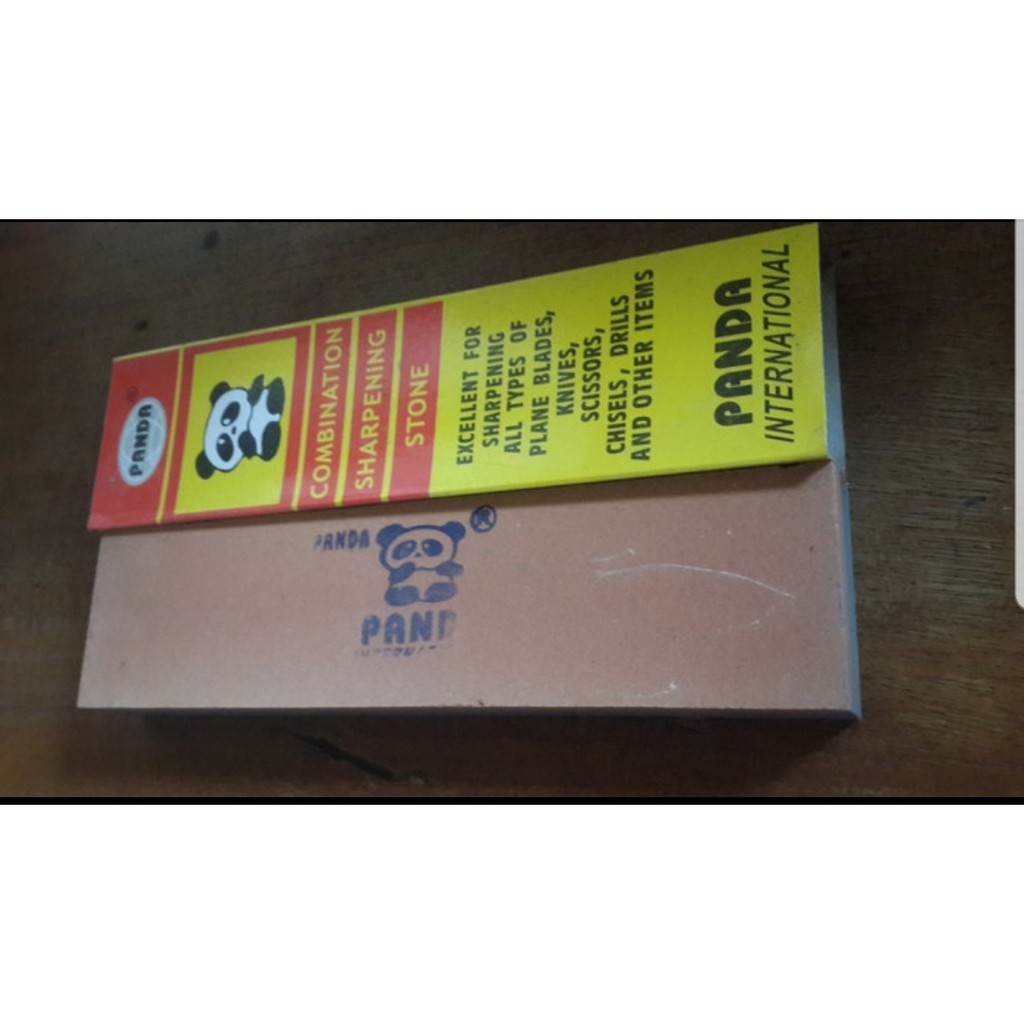 PANDA
®
COMBINATION
SHARPENING
STONE
EXCELLENT FOR
SHARPENING
ALL TYPES OF
PLANE BLADES,
KNIVES,
SCISSORS,
CHISELS, DRILLS
AND OTHER ITEMS
PANDA
INTERNATIONAL
PANDA
®
PAND